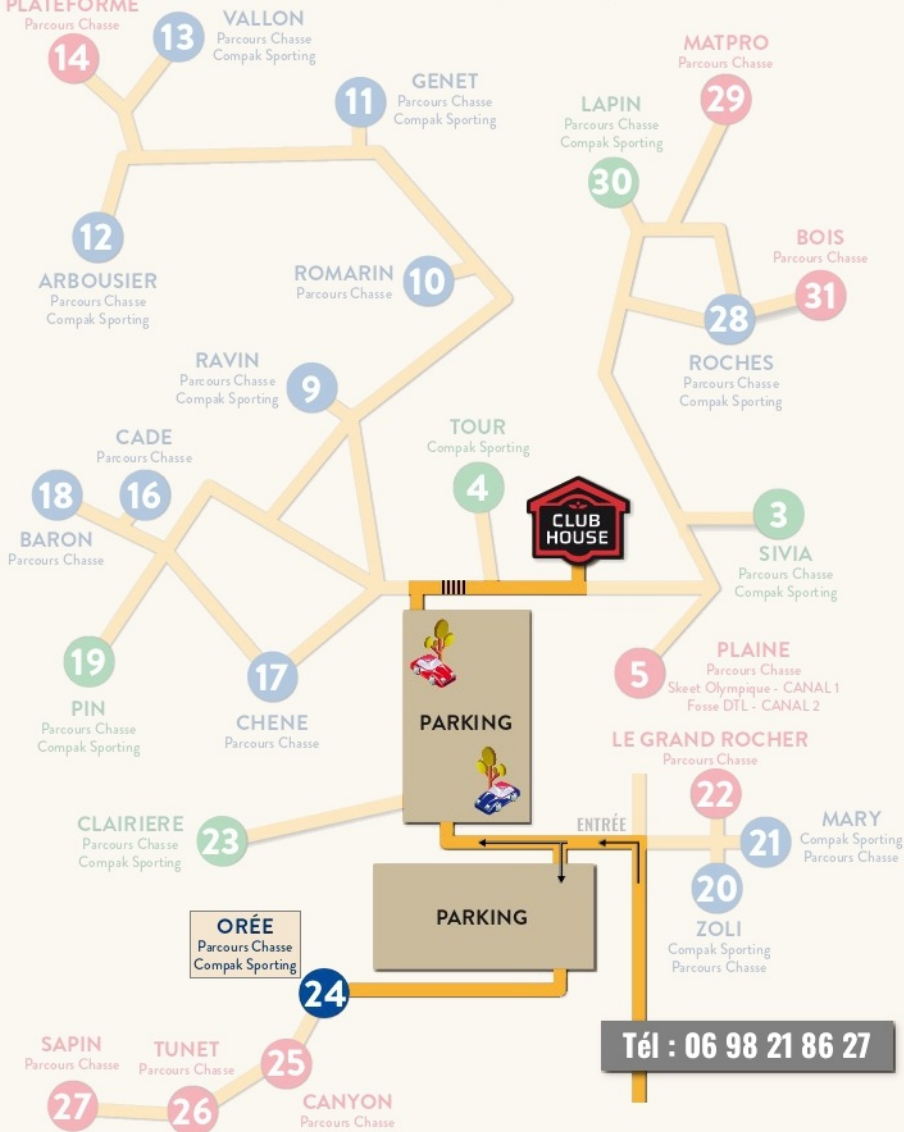 PLATEFORME
Parcours Chasse
14
13
VALLON
Parcours Chasse
Compak Sporting
11
GENET
Parcours Chasse
Compak Sporting
MATPRO
Parcours Chasse
29
LAPIN
Parcours Chasse
Compak Sporting
30
12
ARBOUSIER
Parcours Chasse
Compak Sporting
ROMARIN
Parcours Chasse
10
BOIS
Parcours Chasse
31
28
ROCHES
Parcours Chasse
Compak Sporting
RAVIN
Parcours Chasse
Compak Sporting
9
CADE
Parcours Chasse
16
18
BARON
Parcours Chasse
TOUR
Compak Sporting
4
CLUB
HOUSE
3
SIVIA
Parcours Chasse
Compak Sporting
19
PIN
Parcours Chasse
Compak Sporting
17
CHENE
Parcours Chasse
5
PLAINE
Parcours Chasse
Skeet Olympique - CANAL 1
Fosse DTL - CANAL 2
PARKING
LE GRAND ROCHER
Parcours Chasse
22
CLAIRIERE
Parcours Chasse
Compak Sporting
23
ENTRÉE
21
MARY
Compak Sporting
Parcours Chasse
20
ZOLI
Compak Sporting
Parcours Chasse
PARKING
ORÉE
Parcours Chasse
Compak Sporting
24
Tél : 06 98 21 86 27
SAPIN
Parcours Chasse
27
TUNET
Parcours Chasse
26
25
CANYON
Parcours Chasse